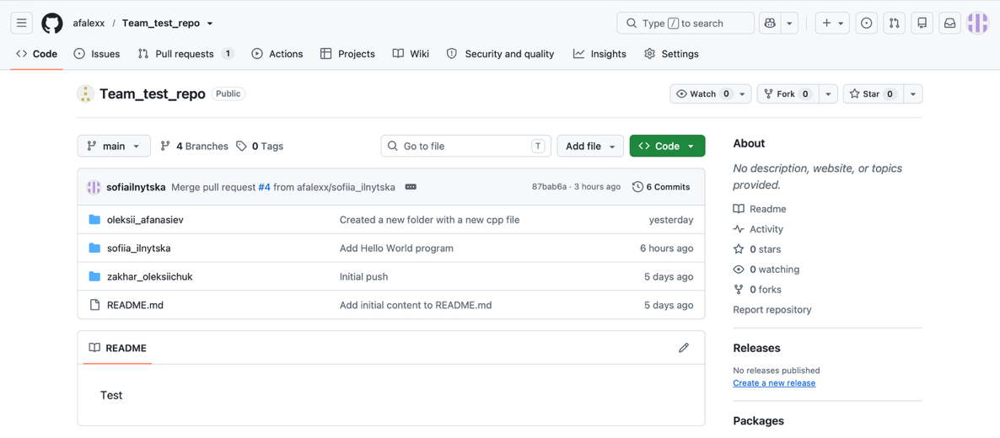 afalexx / Team_test_repo
Type / to search
Code Issues Pull requests 1 Actions Projects Wiki Security and quality Insights Settings
Team_test_repo Public
Watch 0 Fork 0 Star 0
main 4 Branches 0 Tags Go to file T Add file Code
sofiailnytska Merge pull request #4 from afalexx/sofiia_ilnytska 87bab6a · 3 hours ago 6 Commits
oleksii_afanasiev Created a new folder with a new cpp file yesterday
sofiia_ilnytska Add Hello World program 6 hours ago
zakhar_oleksiichuk Initial push 5 days ago
README.md Add initial content to README.md 5 days ago
README
Test
About
No description, website, or topics
provided.
Readme
Activity
0 stars
0 watching
0 forks
Report repository
Releases
No releases published
Create a new release
Packages